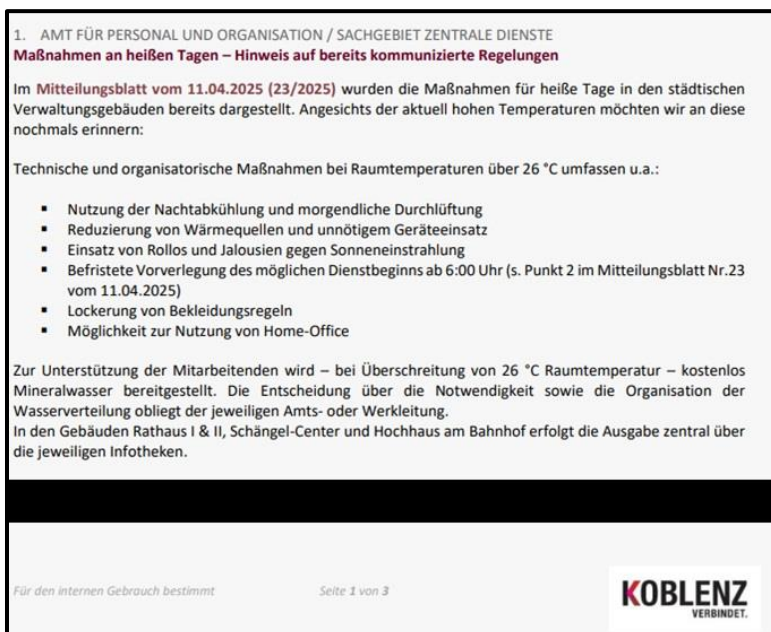 1. AMT FÜR PERSONAL UND ORGANISATION / SACHGEBIET ZENTRALE DIENSTE
Maßnahmen an heißen Tagen – Hinweis auf bereits kommunizierte Regelungen
Im Mitteilungsblatt vom 11.04.2025 (23/2025) wurden die Maßnahmen für heiße Tage in den städtischen
Verwaltungsgebäuden bereits dargestellt. Angesichts der aktuell hohen Temperaturen möchten wir an diese
nochmals erinnern:
Technische und organisatorische Maßnahmen bei Raumtemperaturen über 26 °C umfassen u.a.:
▪ Nutzung der Nachtabkühlung und morgendliche Durchlüftung
▪ Reduzierung von Wärmequellen und unnötigem Geräteeinsatz
▪ Einsatz von Rollos und Jalousien gegen Sonneneinstrahlung
▪ Befristete Vorverlegung des möglichen Dienstbeginns ab 6:00 Uhr (s. Punkt 2 im Mitteilungsblatt Nr.23
vom 11.04.2025)
▪ Lockerung von Bekleidungsregeln
▪ Möglichkeit zur Nutzung von Home-Office
Zur Unterstützung der Mitarbeitenden wird – bei Überschreitung von 26 °C Raumtemperatur – kostenlos
Mineralwasser bereitgestellt. Die Entscheidung über die Notwendigkeit sowie die Organisation der
Wasserverteilung obliegt der jeweiligen Amts- oder Werkleitung.
In den Gebäuden Rathaus I & II, Schängel-Center und Hochhaus am Bahnhof erfolgt die Ausgabe zentral über
die jeweiligen Infotheken.
Für den internen Gebrauch bestimmt Seite 1 von 3
KOBLENZ
VERBINDET.